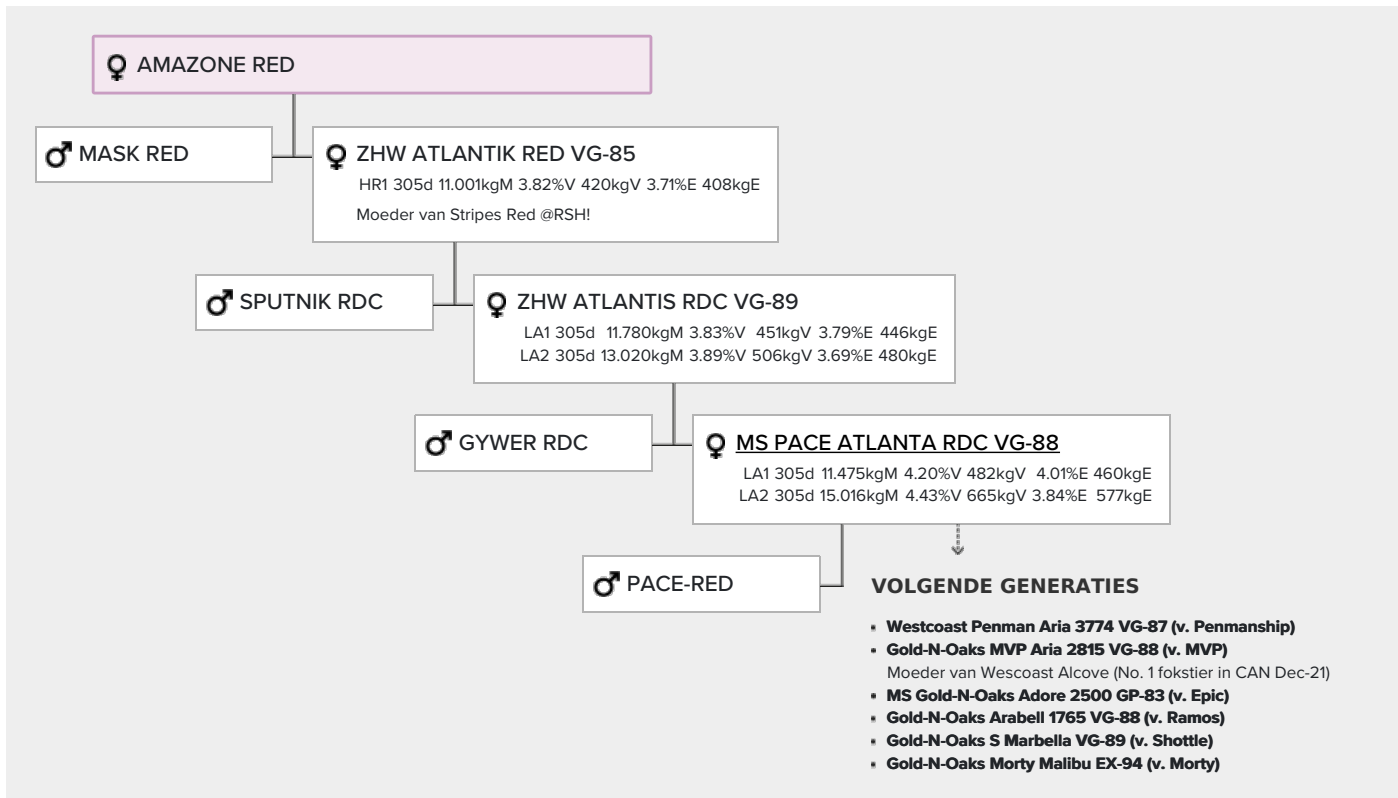 AMAZONE RED
MASK RED
ZHW ATLANTIK RED VG-85
HR1 305d 11.001kgM 3.82%V 420kgV 3.71%E 408kgE
Moeder van Stripes Red @RSH!
SPUTNIK RDC
ZHW ATLANTIS RDC VG-89
LA1 305d 11.780kgM 3.83%V 451kgV 3.79%E 446kgE
LA2 305d 13.020kgM 3.89%V 506kgV 3.69%E 480kgE
GYWER RDC
MS PACE ATLANTA RDC VG-88
LA1 305d 11.475kgM 4.20%V 482kgV 4.01%E 460kgE
LA2 305d 15.016kgM 4.43%V 665kgV 3.84%E 577kgE
PACE-RED
VOLGENDE GENERATIES
Westcoast Penman Aria 3774 VG-87 (v. Penmanship)
Gold-N-Oaks MVP Aria 2815 VG-88 (v. MVP)
Moeder van Wescoast Alcove (No. 1 fokstier in CAN Dec-21)
MS Gold-N-Oaks Adore 2500 GP-83 (v. Epic)
Gold-N-Oaks Arabell 1765 VG-88 (v. Ramos)
Gold-N-Oaks S Marbella VG-89 (v. Shottle)
Gold-N-Oaks Morty Malibu EX-94 (v. Morty)